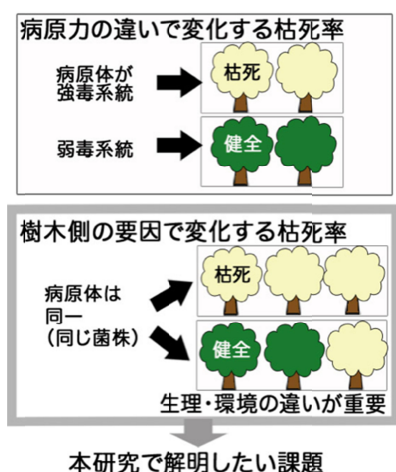 病原力の違いで変化する枯死率
病原体が
強毒系統
枯死
弱毒系統
健全
樹木側の要因で変化する枯死率
枯死
病原体は
同一
(同じ菌株)
健全
生理・環境の違いが重要
本研究で解明したい課題